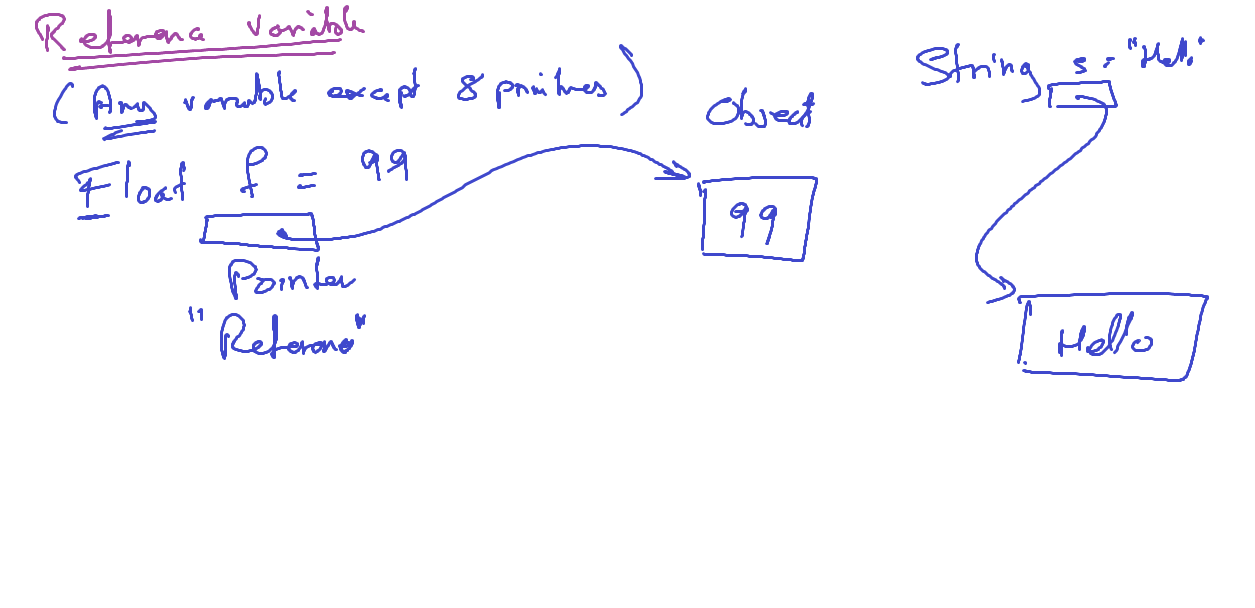 Reference variable
(Any variable except 8 primitives)
Float f = 99
Pointer
"Reference"
Object
99
String s = "Hello"
Hello